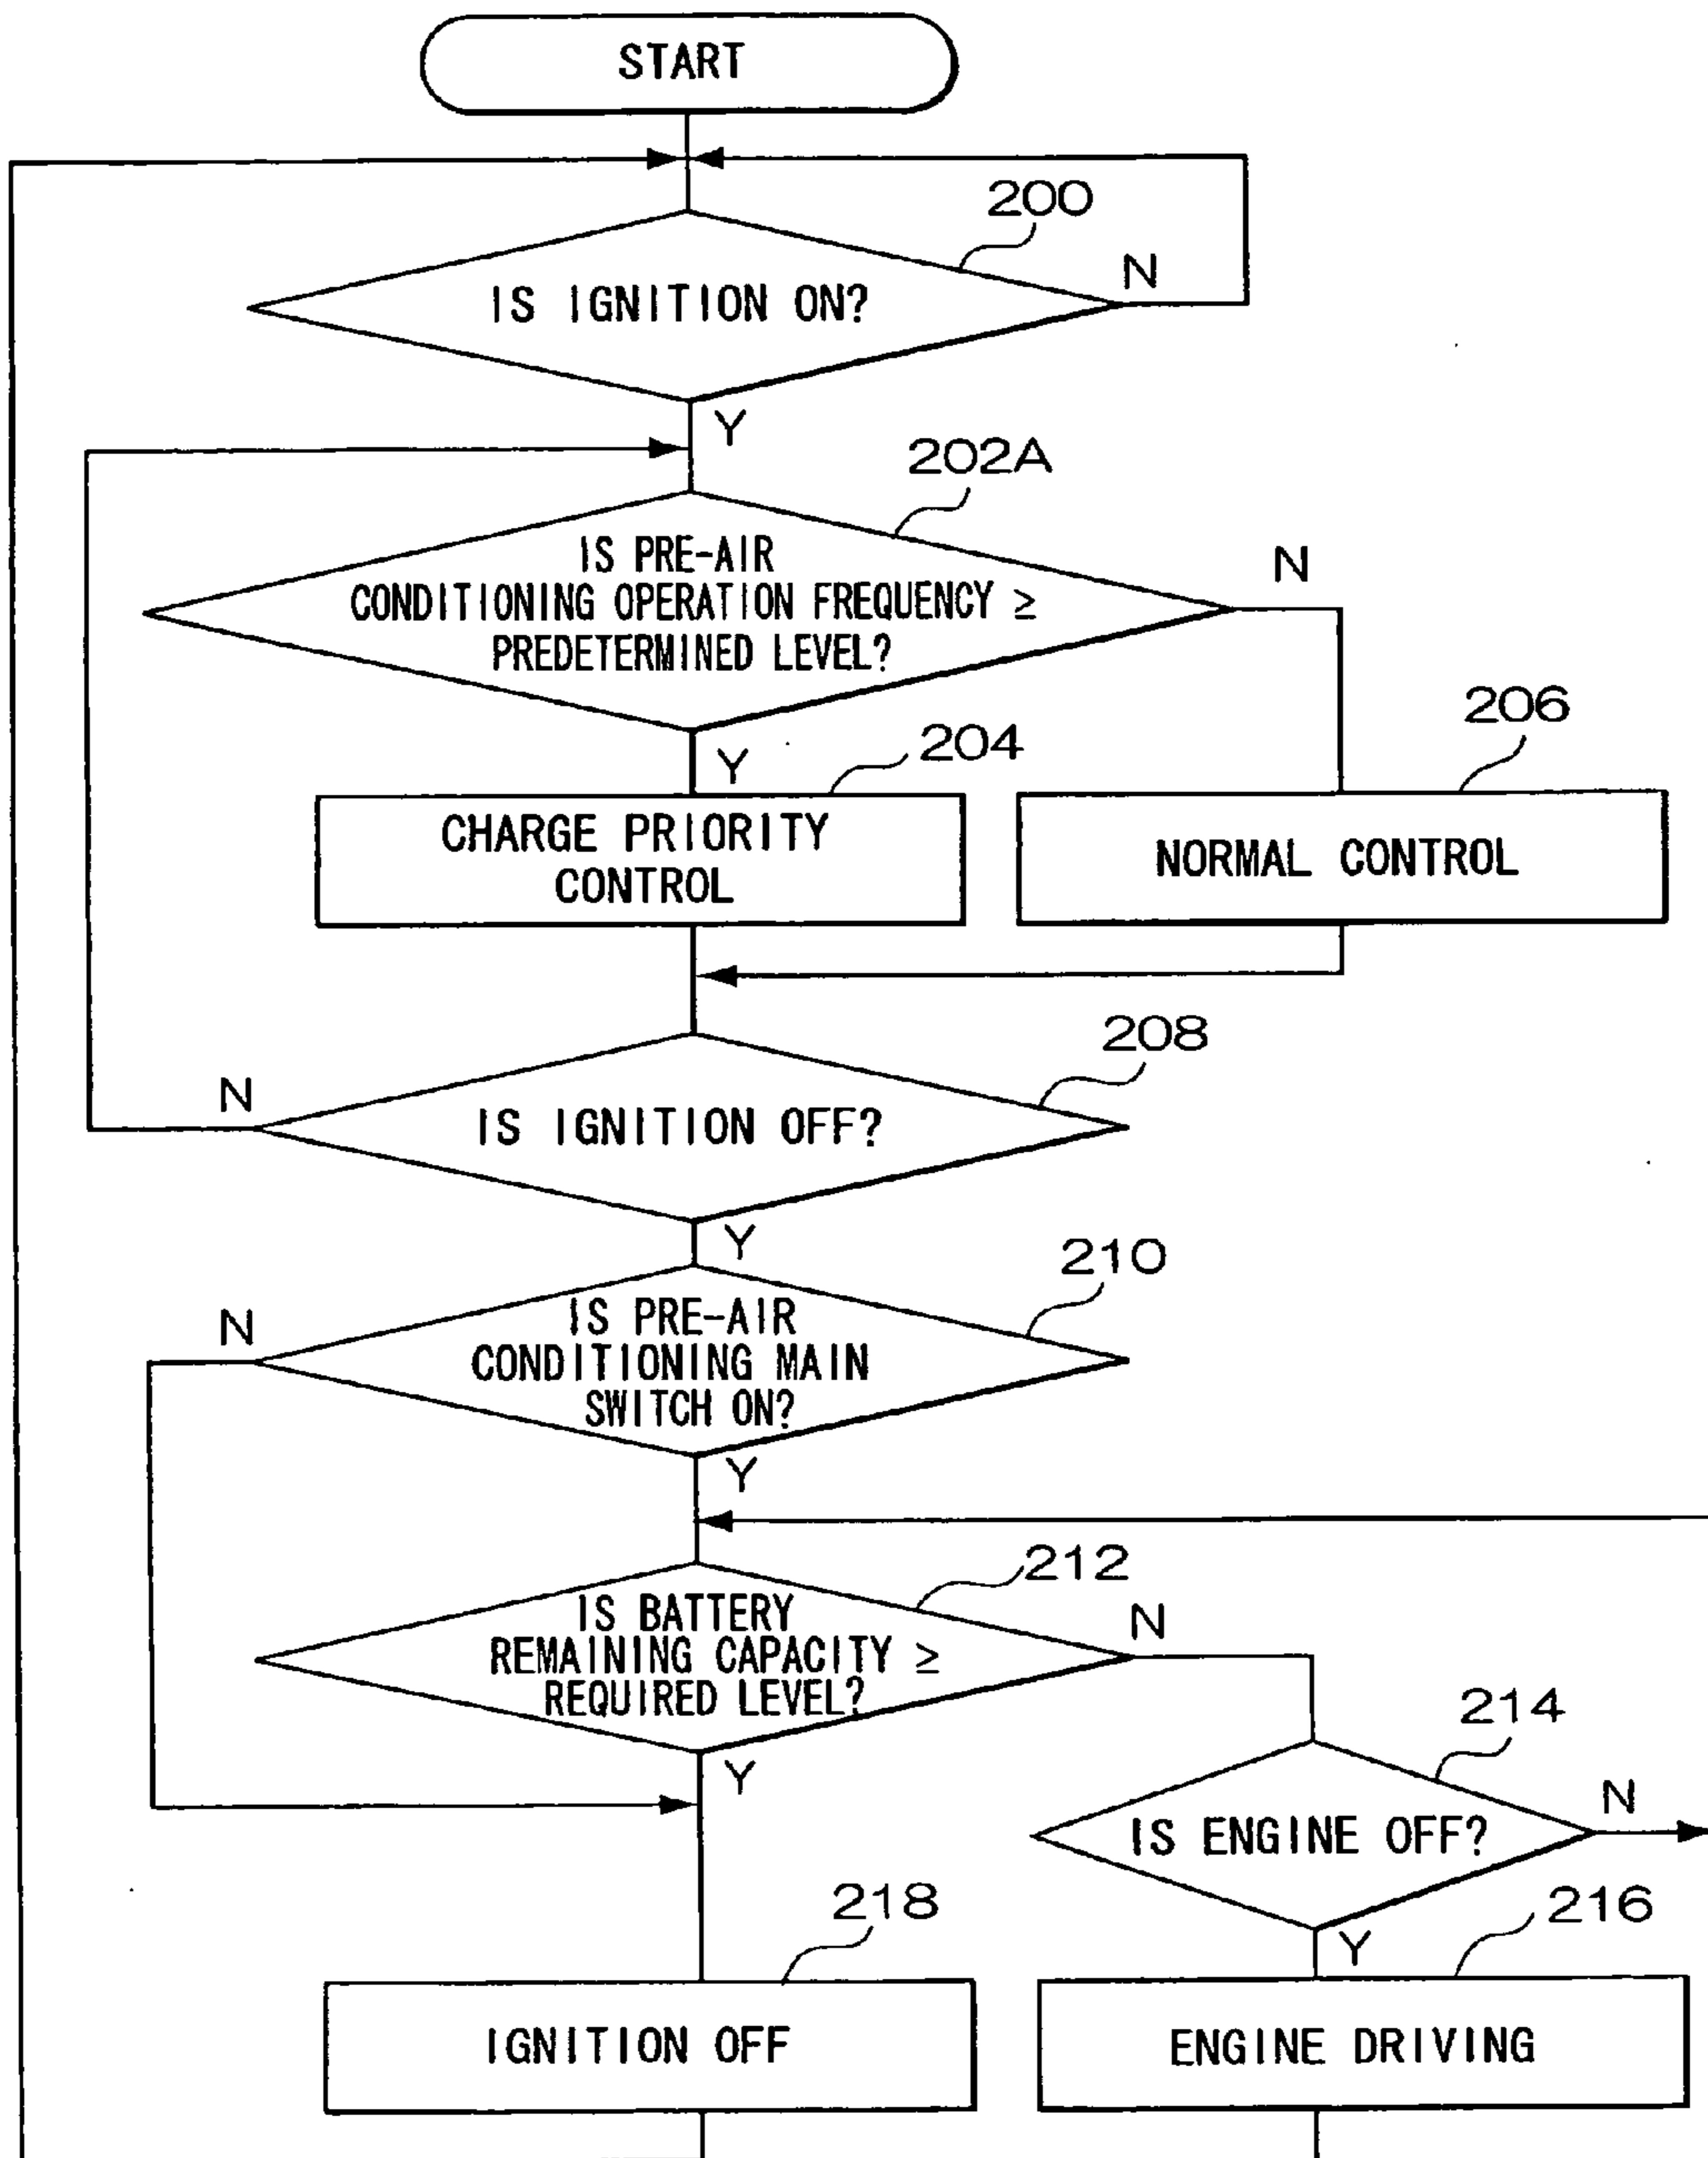 START
200
IS IGNITION ON?
N
Y
202A
IS PRE-AIR
CONDITIONING OPERATION FREQUENCY ≥
PREDETERMINED LEVEL?
N
Y
204
206
CHARGE PRIORITY
CONTROL
NORMAL CONTROL
208
N
IS IGNITION OFF?
Y
210
N
IS PRE-AIR
CONDITIONING MAIN
SWITCH ON?
Y
212
IS BATTERY
REMAINING CAPACITY ≥
REQUIRED LEVEL?
N
Y
214
IS ENGINE OFF?
N
Y
218
216
IGNITION OFF
ENGINE DRIVING